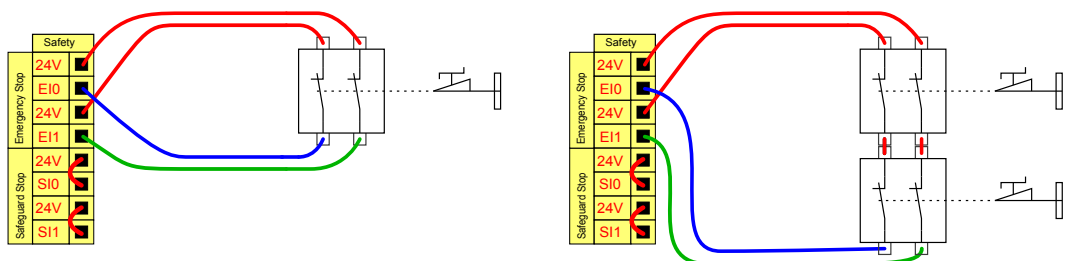 Safety
Emergency Stop
24V
EI0
24V
EI1
Safeguard Stop
24V
SI0
24V
SI1
Safety
Emergency Stop
24V
EI0
24V
EI1
Safeguard Stop
24V
SI0
24V
SI1